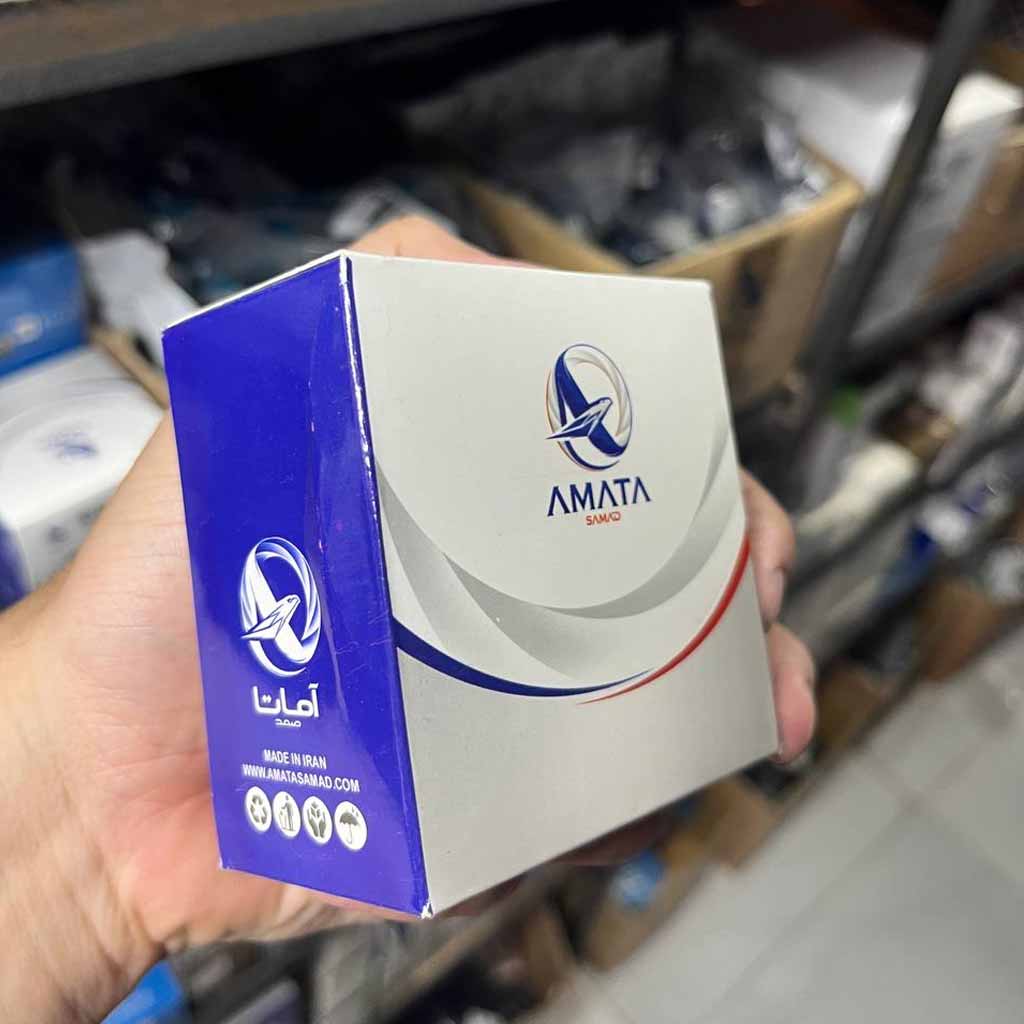 AMATA
SAMAD
آماتا
صمد
MADE IN IRAN
WWW.AMATASAMAD.COM